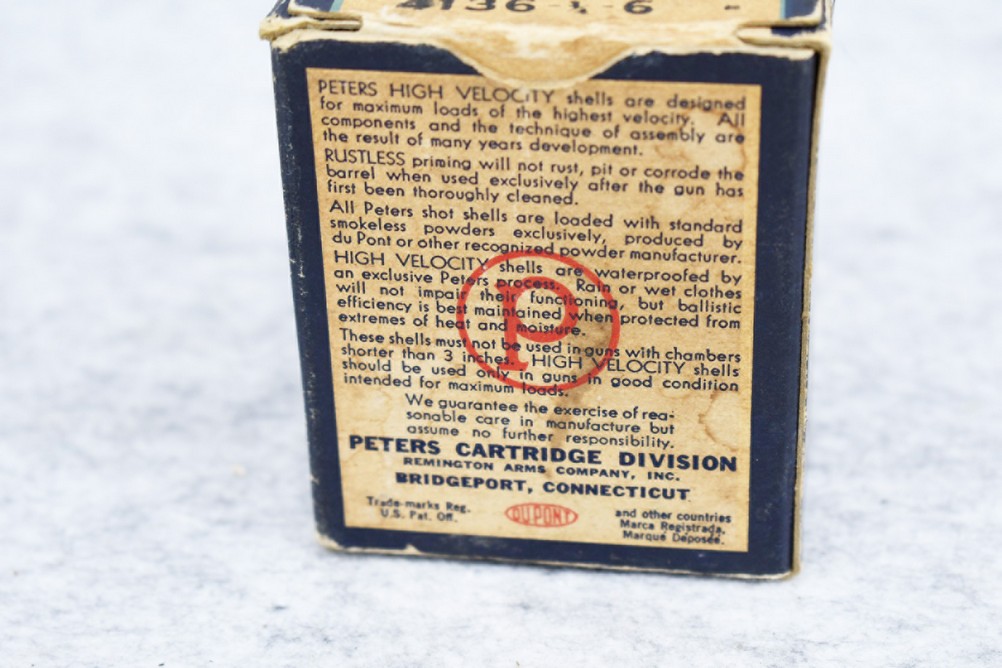 4136-¼-6
PETERS HIGH VELOCITY shells are designed
for maximum loads of the highest velocity. All
components and the technique of assembly are
the result of many years development.
RUSTLESS priming will not rust, pit or corrode the
barrel when used exclusively after the gun has
first been thoroughly cleaned.
All Peters shot shells are loaded with standard
smokeless powders exclusively, produced by
du Pont or other recognized powder manufacturer.
HIGH VELOCITY shells are waterproofed by
an exclusive Peters process. Rain or wet clothes
will not impair their functioning, but ballistic
efficiency is best maintained when protected from
extremes of heat and moisture.
These shells must not be used in guns with chambers
shorter than 3 inches. HIGH VELOCITY shells
should be used only in guns in good condition
intended for maximum loads.
P
We guarantee the exercise of rea-
sonable care in manufacture but
assume no further responsibility.
PETERS CARTRIDGE DIVISION
REMINGTON ARMS COMPANY, INC.
BRIDGEPORT, CONNECTICUT
Trade-marks Reg.
U.S. Pat. Off.
DU PONT
and other countries
Marca Registrada.
Marque Deposée.